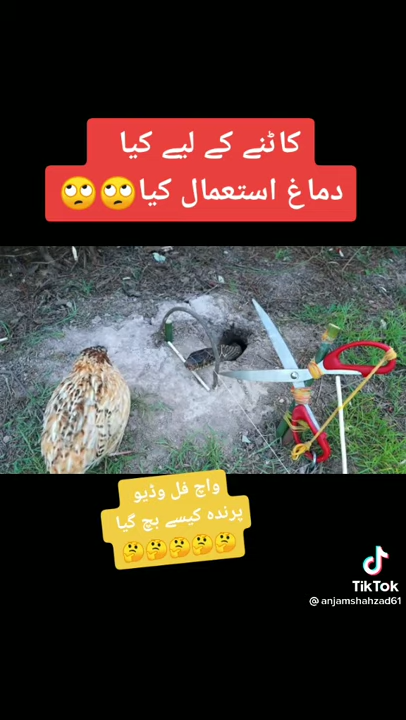 کاٹنے کے لیے کیا
دماغ استعمال کیا🙄🙄
واچ فل وڈیو
پرندہ کیسے بچ گیا
🤔🤔🤔🤔🤔
TikTok
@anjamshahzad61